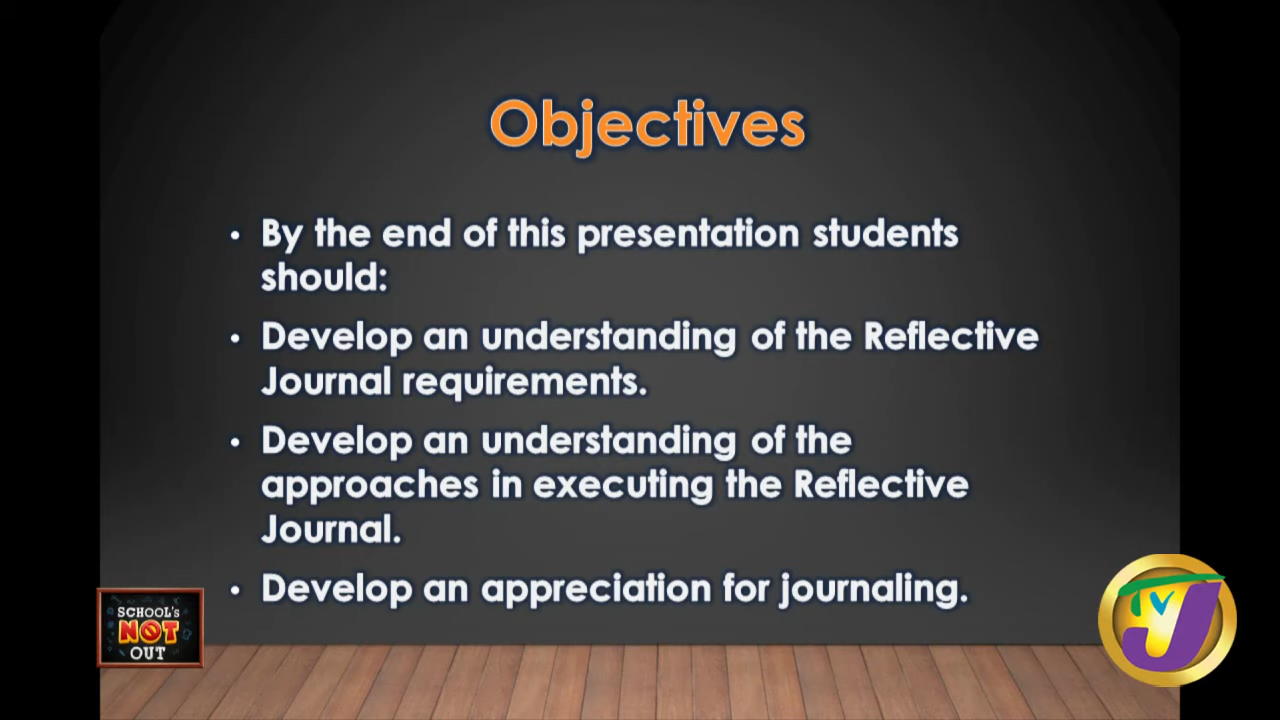 Objectives
• By the end of this presentation students
should:
• Develop an understanding of the Reflective
Journal requirements.
• Develop an understanding of the
approaches in executing the Reflective
Journal.
• Develop an appreciation for journaling.
SCHOOL's
NOT
OUT
TVJ